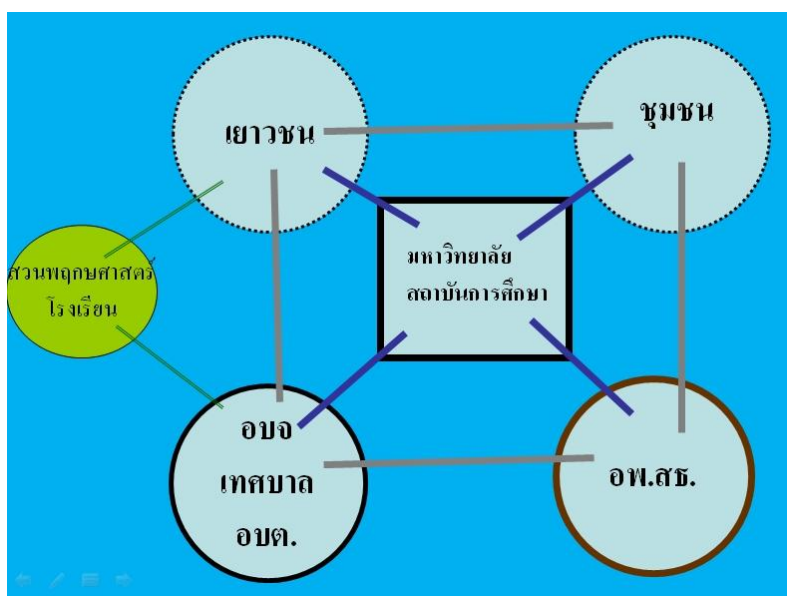 เยาวชน
ชุมชน
มหาวิทยาลัย
สถาบันการศึกษา
สวนพฤกษศาสตร์
โรงเรียน
อบจ
เทศบาล
อบต.
อพ.สธ.